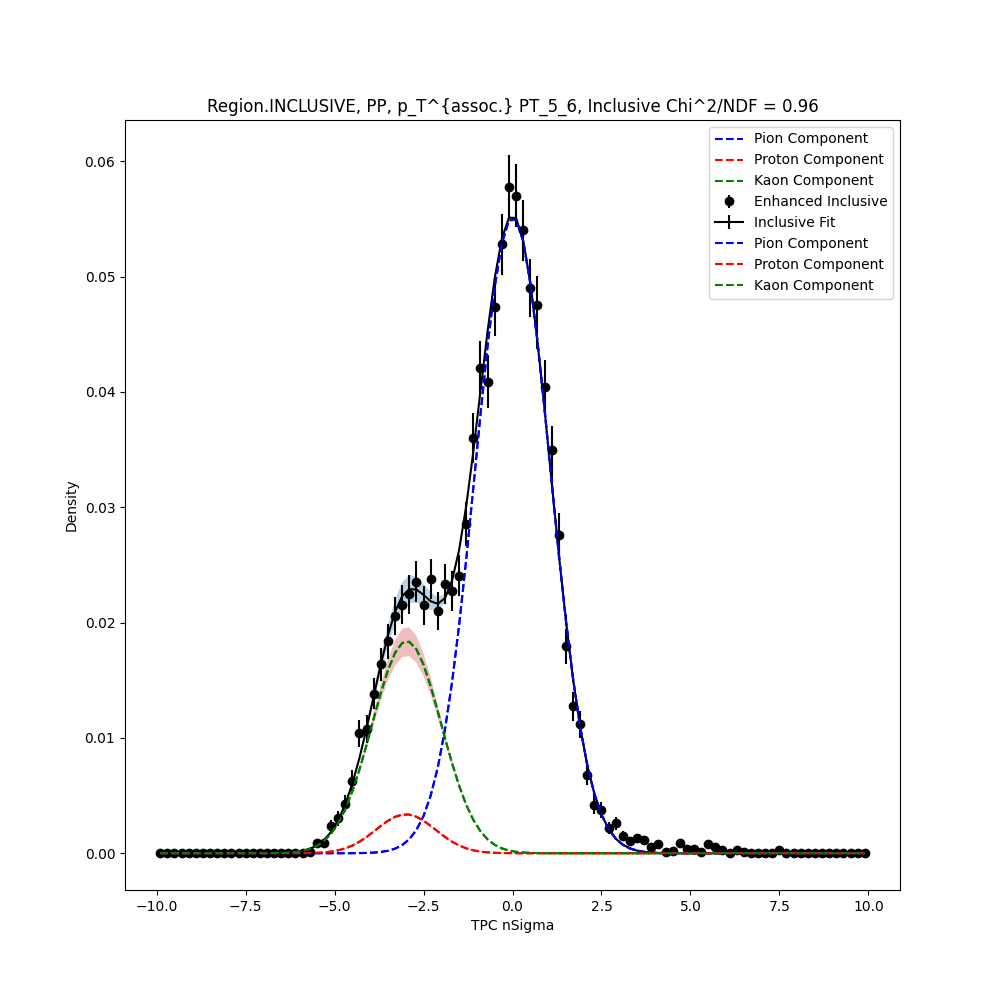 Region.INCLUSIVE, PP, p_T^{assoc.} PT_5_6, Inclusive Chi^2/NDF = 0.96
Pion Component
Proton Component
Kaon Component
Enhanced Inclusive
Inclusive Fit
Pion Component
Proton Component
Kaon Component
0.06
0.05
0.04
0.03
0.02
0.01
0.00
Density
−10.0 −7.5 −5.0 −2.5 0.0 2.5 5.0 7.5 10.0
TPC nSigma